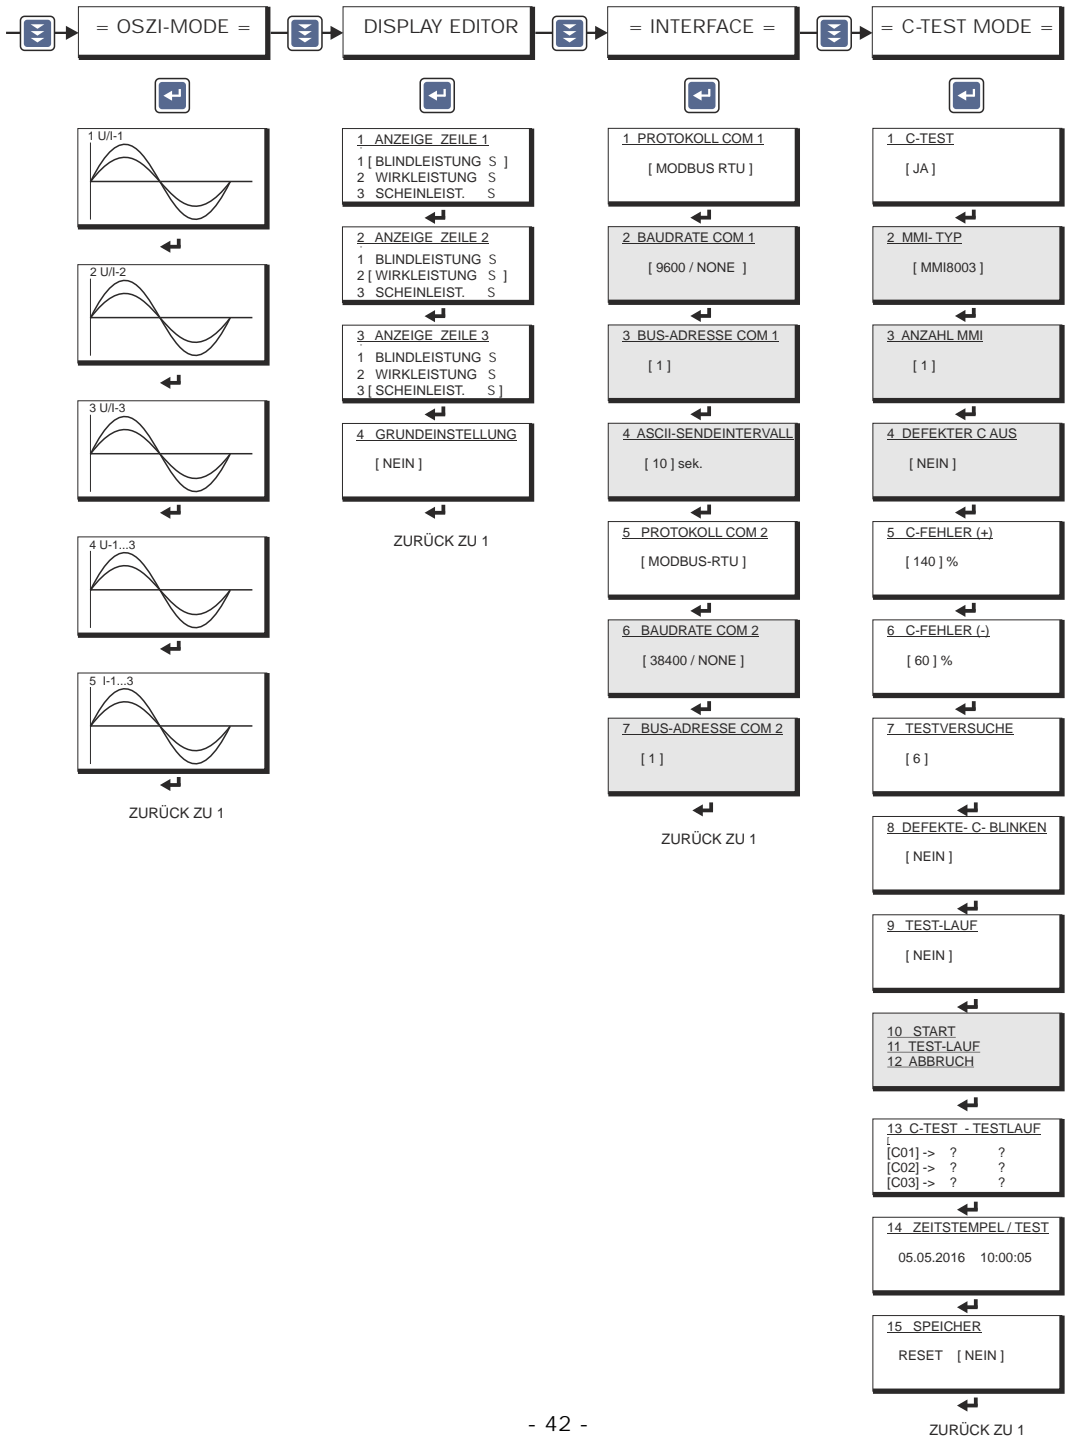 = OSZI-MODE =
DISPLAY EDITOR
= INTERFACE =
= C-TEST MODE =
1 U/I-1
2 U/I-2
3 U/I-3
4 U-1...3
5 I-1...3
ZURÜCK ZU 1
1 ANZEIGE ZEILE 1
1 [ BLINDLEISTUNG S ]
2 WIRKLEISTUNG S
3 SCHEINLEIST. S
2 ANZEIGE ZEILE 2
1 BLINDLEISTUNG S
2 [ WIRKLEISTUNG S ]
3 SCHEINLEIST. S
3 ANZEIGE ZEILE 3
1 BLINDLEISTUNG S
2 WIRKLEISTUNG S
3 [ SCHEINLEIST. S ]
4 GRUNDEINSTELLUNG
[ NEIN ]
ZURÜCK ZU 1
1 PROTOKOLL COM 1
[ MODBUS RTU ]
2 BAUDRATE COM 1
[ 9600 / NONE ]
3 BUS-ADRESSE COM 1
[ 1 ]
4 ASCII-SENDEINTERVALL
[ 10 ] sek.
5 PROTOKOLL COM 2
[ MODBUS-RTU ]
6 BAUDRATE COM 2
[ 38400 / NONE ]
7 BUS-ADRESSE COM 2
[ 1 ]
ZURÜCK ZU 1
1 C-TEST
[ JA ]
2 MMI- TYP
[ MMI8003 ]
3 ANZAHL MMI
[ 1 ]
4 DEFEKTER C AUS
[ NEIN ]
5 C-FEHLER (+)
[ 140 ] %
6 C-FEHLER (-)
[ 60 ] %
7 TESTVERSUCHE
[ 6 ]
8 DEFEKTE- C- BLINKEN
[ NEIN ]
9 TEST-LAUF
[ NEIN ]
10 START
11 TEST-LAUF
12 ABBRUCH
13 C-TEST - TESTLAUF
[
[C01] -> ? ?
[C02] -> ? ?
[C03] -> ? ?
14 ZEITSTEMPEL / TEST
05.05.2016 10:00:05
15 SPEICHER
RESET [ NEIN ]
ZURÜCK ZU 1
- 42 -